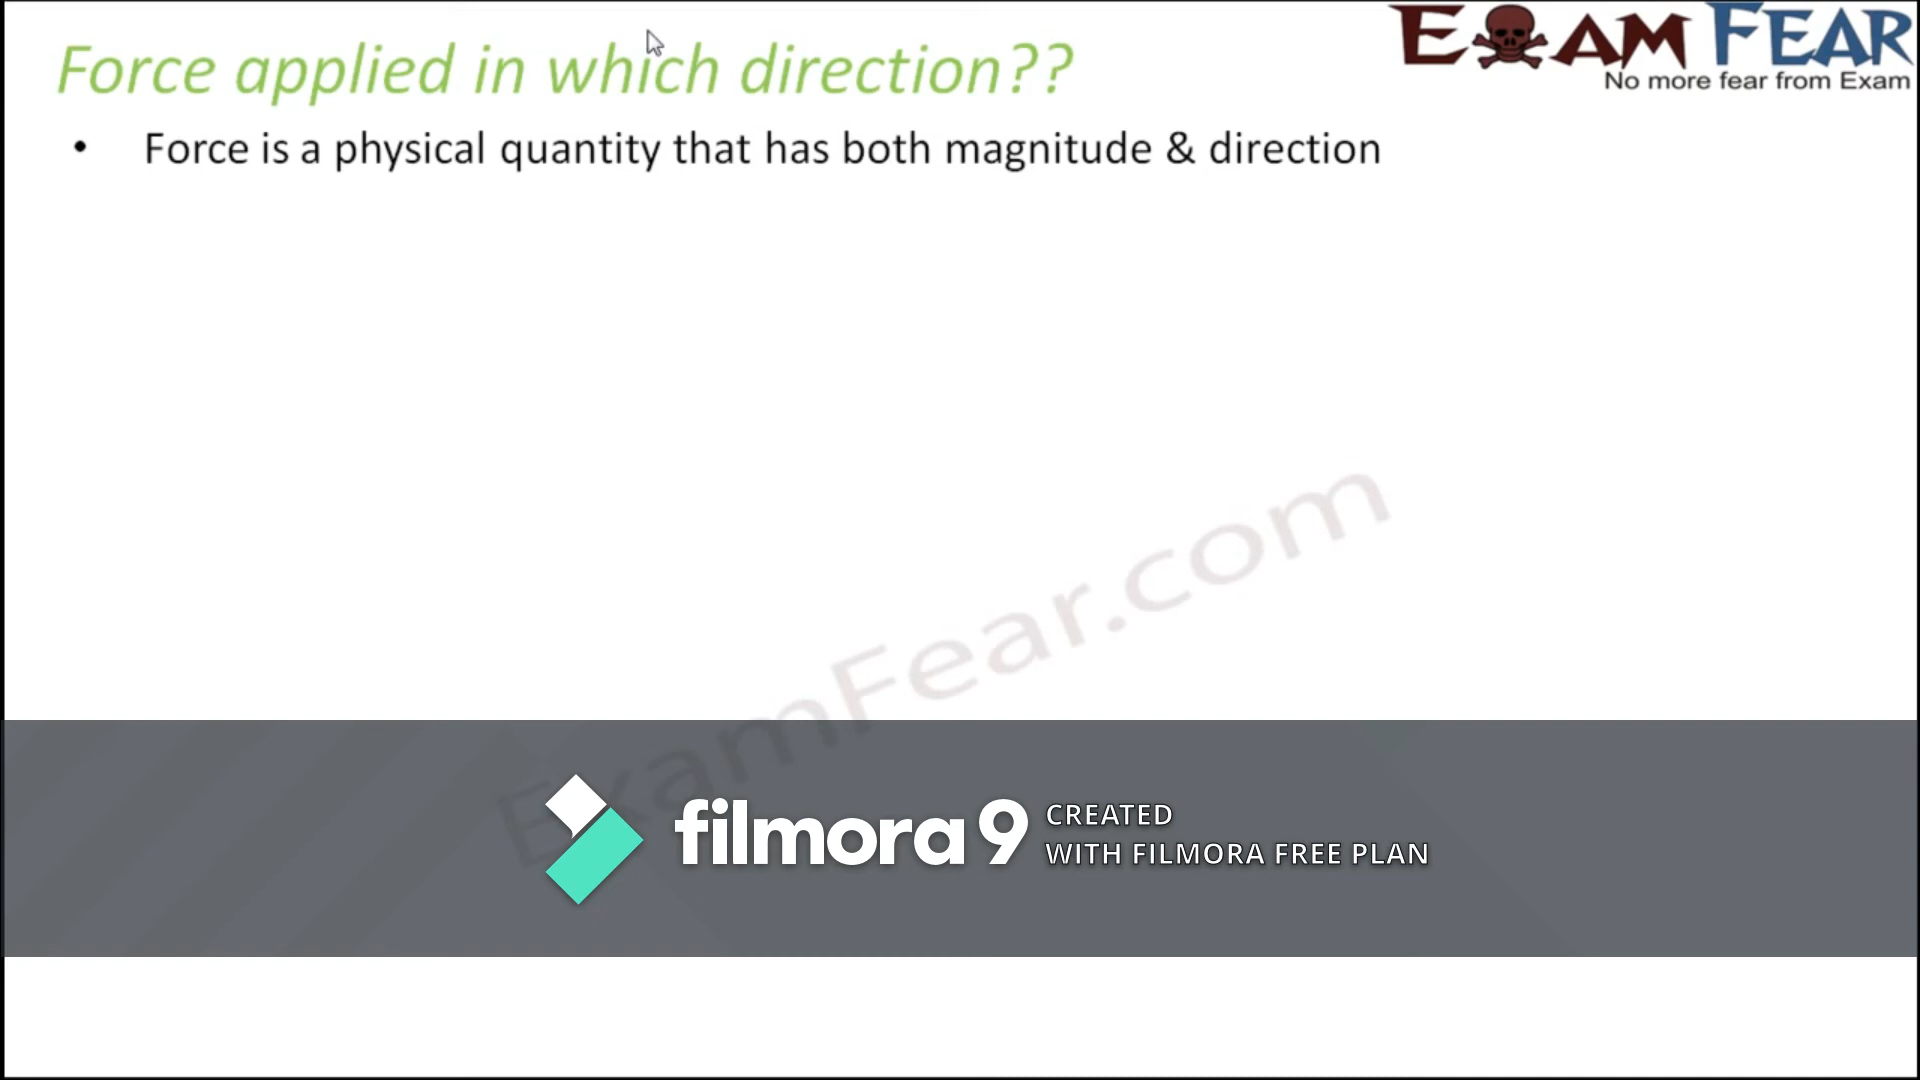 Force applied in which direction??
EXAM FEAR
No more fear from Exam
• Force is a physical quantity that has both magnitude & direction
ExamFear.com
filmora 9
CREATED
WITH FILMORA FREE PLAN